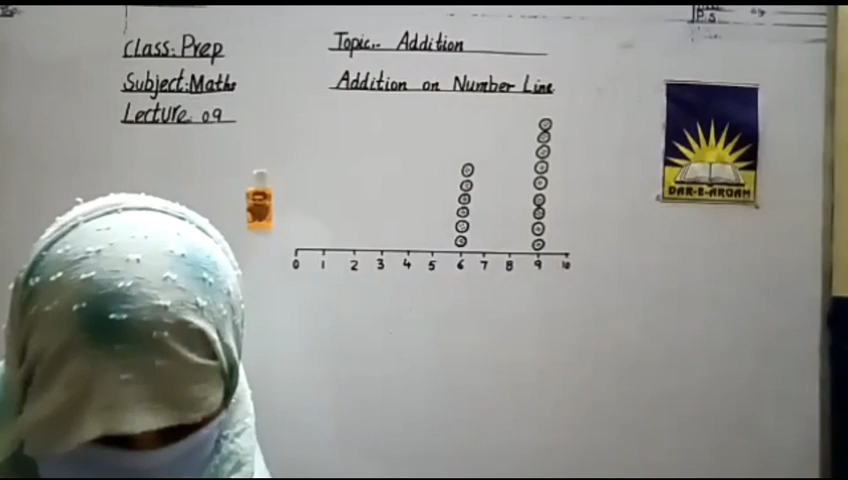 Class: Prep
Topic:- Addition
Subject: Maths
Addition on Number Line
Lecture 09
DAR-E-ARQAM
0 1 2 3 4 5 6 7 8 9 10
P.S